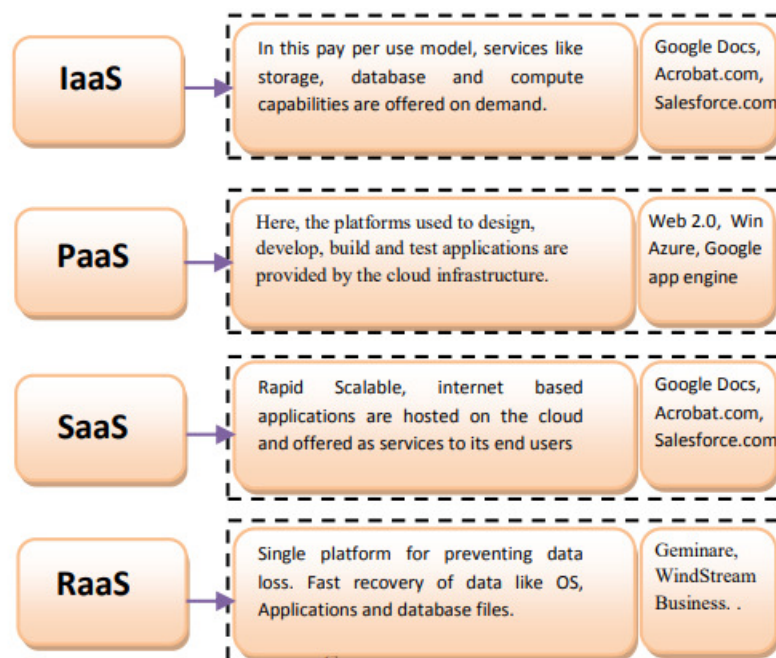 IaaS
In this pay per use model, services like
storage, database and compute
capabilities are offered on demand.
Google Docs,
Acrobat.com,
Salesforce.com
PaaS
Here, the platforms used to design,
develop, build and test applications are
provided by the cloud infrastructure.
Web 2.0, Win
Azure, Google
app engine
SaaS
Rapid Scalable, internet based
applications are hosted on the cloud
and offered as services to its end users
Google Docs,
Acrobat.com,
Salesforce.com
RaaS
Single platform for preventing data
loss. Fast recovery of data like OS,
Applications and database files.
Geminare,
WindStream
Business. .